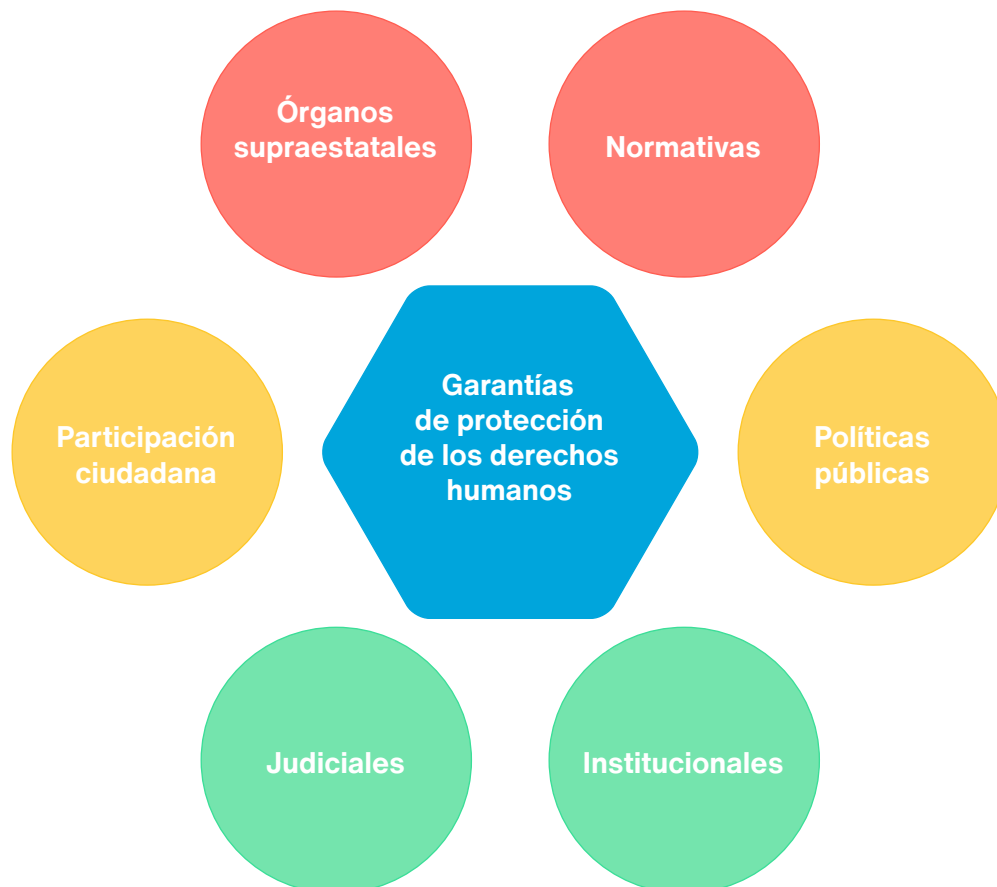 Órganos
supraestatales
Normativas
Garantías
de protección
de los derechos
humanos
Participación
ciudadana
Políticas
públicas
Judiciales
Institucionales